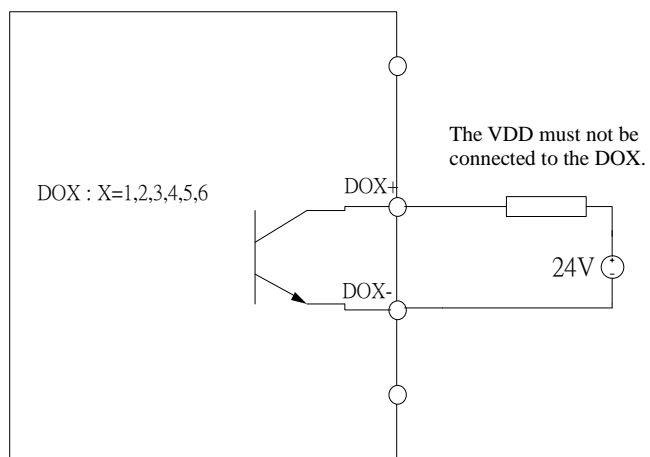 The VDD must not be
connected to the DOX.
DOX : X=1,2,3,4,5,6
DOX+
24V
DOX-